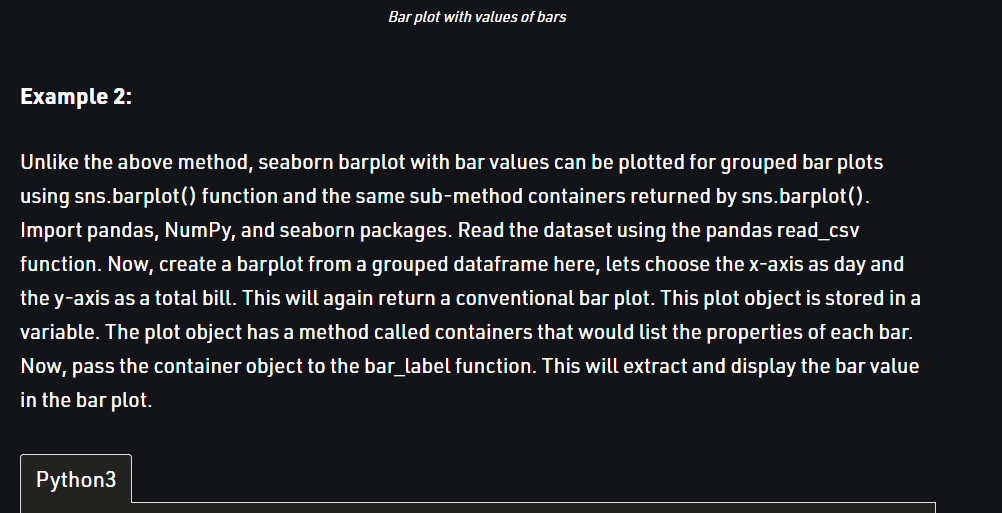 Bar plot with values of bars
Example 2:
Unlike the above method, seaborn barplot with bar values can be plotted for grouped bar plots
using sns.barplot() function and the same sub-method containers returned by sns.barplot().
Import pandas, NumPy, and seaborn packages. Read the dataset using the pandas read_csv
function. Now, create a barplot from a grouped dataframe here, lets choose the x-axis as day and
the y-axis as a total bill. This will again return a conventional bar plot. This plot object is stored in a
variable. The plot object has a method called containers that would list the properties of each bar.
Now, pass the container object to the bar_label function. This will extract and display the bar value
in the bar plot.
Python3